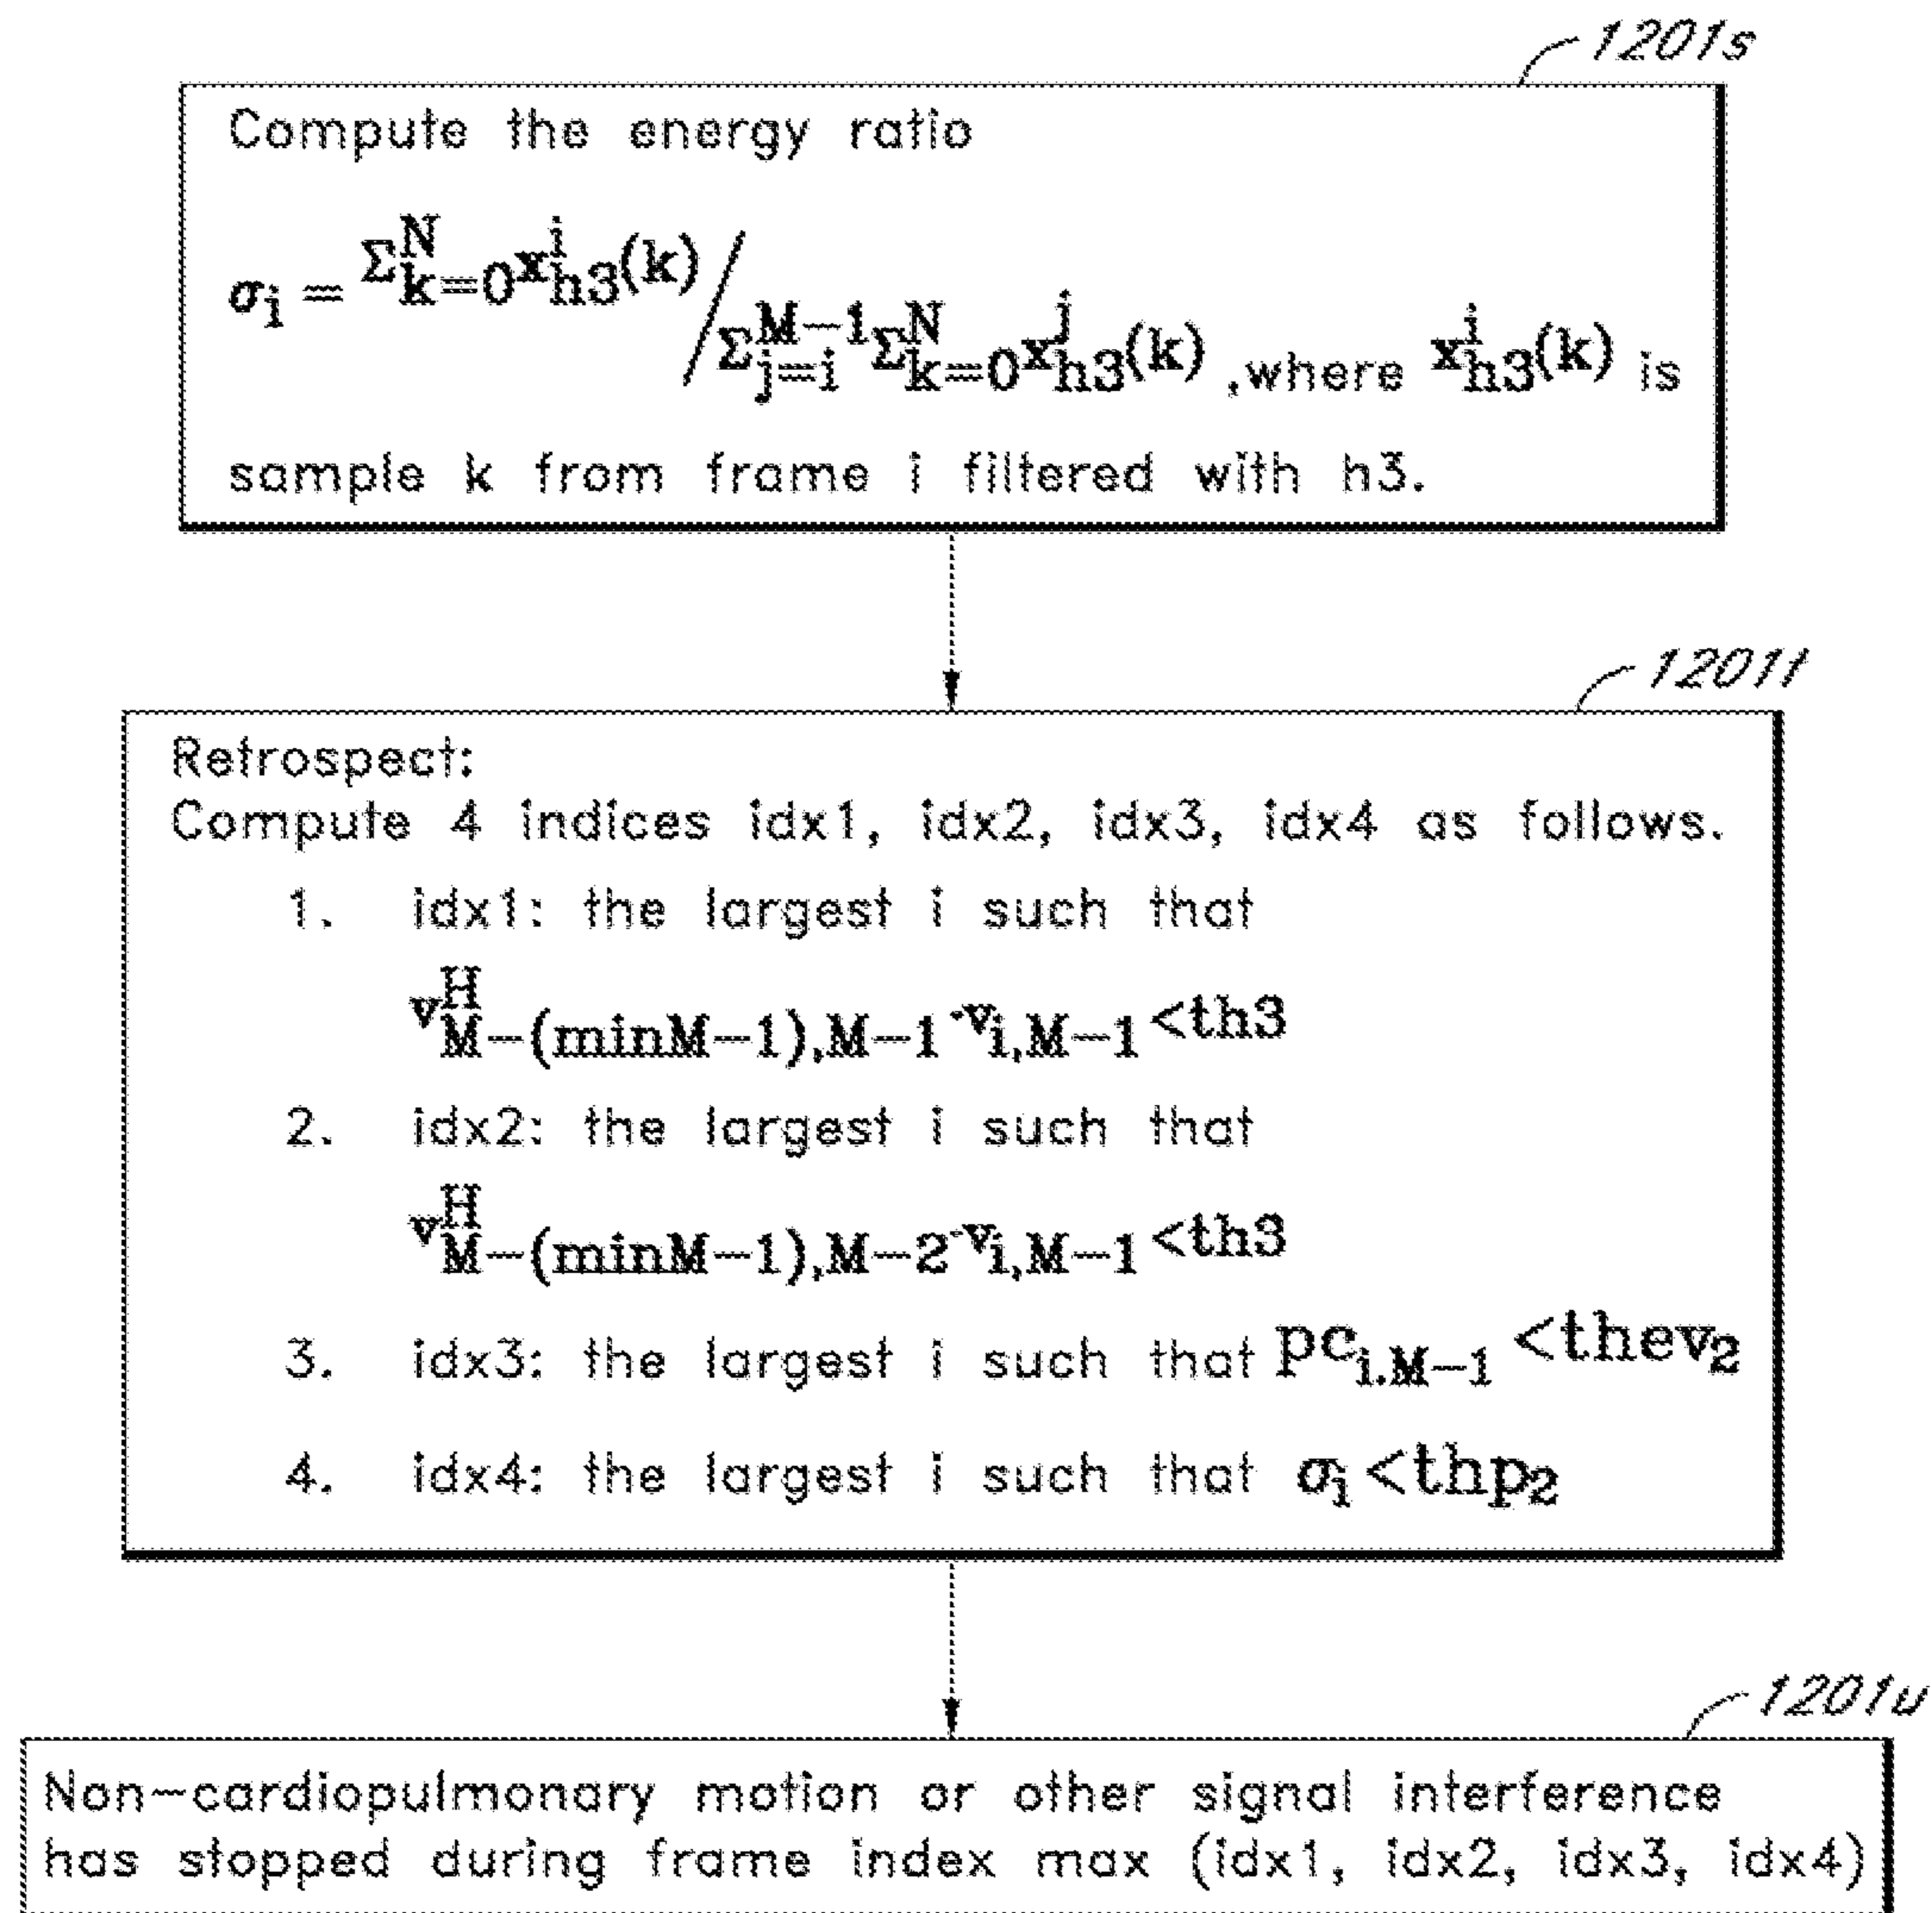 1201s
Compute the energy ratio
σi = Σ^N_k=0 x^i_h3(k) / Σ^M−1_j=i Σ^N_k=0 x^j_h3(k) ,where x^i_h3(k) is
sample k from frame i filtered with h3.
1201t
Retrospect:
Compute 4 indices idx1, idx2, idx3, idx4 as follows.
1. idx1: the largest i such that
v^H_M−(minM−1),M−1 ·v_i,M−1 <th3
2. idx2: the largest i such that
v^H_M−(minM−1),M−2 ·v_i,M−1 <th3
3. idx3: the largest i such that pc_i.M−1 <thev_2
4. idx4: the largest i such that σ_i <thp_2
1201u
Non-cardiopulmonary motion or other signal interference
has stopped during frame index max (idx1, idx2, idx3, idx4)